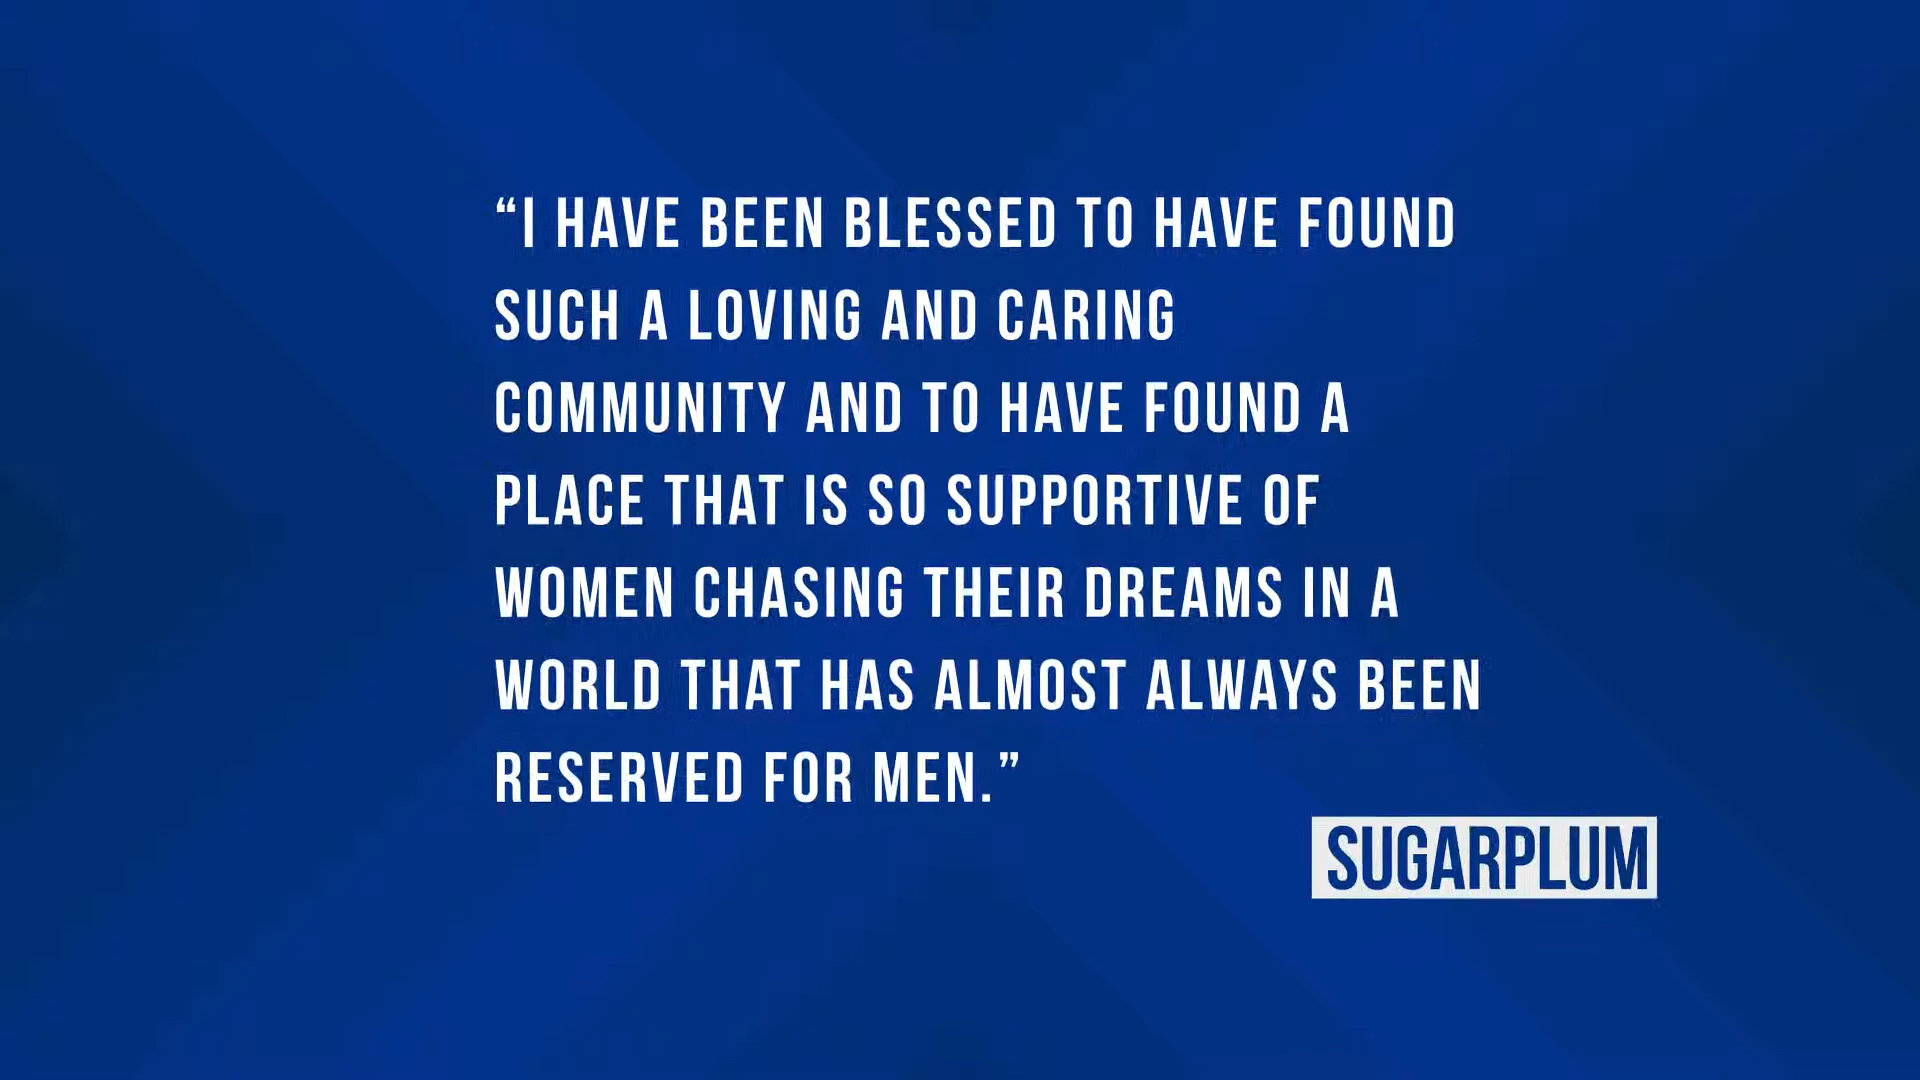 “I HAVE BEEN BLESSED TO HAVE FOUND
SUCH A LOVING AND CARING
COMMUNITY AND TO HAVE FOUND A
PLACE THAT IS SO SUPPORTIVE OF
WOMEN CHASING THEIR DREAMS IN A
WORLD THAT HAS ALMOST ALWAYS BEEN
RESERVED FOR MEN.”
SUGARPLUM